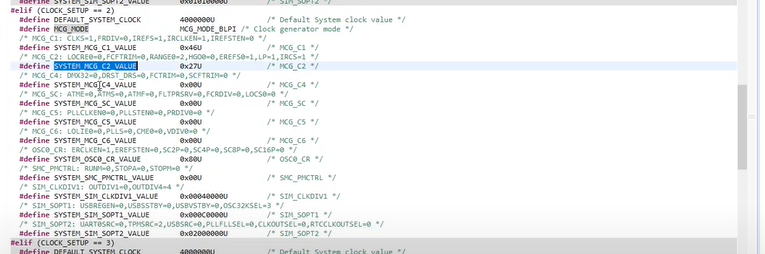 #define SYSTEM_SIM_SOPT2_VALUE 0x01010000U /* SIM_SOPT2 */
#elif (CLOCK_SETUP == 2)
#define DEFAULT_SYSTEM_CLOCK 4000000U /* Default System clock value */
#define MCG_MODE MCG_MODE_BLPI /* Clock generator mode */
/* MCG_C1: CLKS=1,FRDIV=0,IREFS=1,IRCLKEN=1,IREFSTEN=0 */
#define SYSTEM_MCG_C1_VALUE 0x46U /* MCG_C1 */
/* MCG_C2: LOCRE0=0,FCFTRIM=0,RANGE0=2,HGO0=0,EREFS0=1,LP=1,IRCS=1 */
#define SYSTEM_MCG_C2_VALUE 0x27U /* MCG_C2 */
/* MCG_C4: DMX32=0,DRST_DRS=0,FCTRIM=0,SCFTRIM=0 */
#define SYSTEM_MCG_C4_VALUE 0x00U /* MCG_C4 */
/* MCG_SC: ATME=0,ATMS=0,ATMF=0,FLTPRSRV=0,FCRDIV=0,LOCS0=0 */
#define SYSTEM_MCG_SC_VALUE 0x00U /* MCG_SC */
/* MCG_C5: PLLCLKEN0=0,PLLSTEN0=0,PRDIV0=0 */
#define SYSTEM_MCG_C5_VALUE 0x00U /* MCG_C5 */
/* MCG_C6: LOLIE0=0,PLLS=0,CME0=0,VDIV0=0 */
#define SYSTEM_MCG_C6_VALUE 0x00U /* MCG_C6 */
/* OSC0_CR: ERCLKEN=1,EREFSTEN=0,SC2P=0,SC4P=0,SC8P=0,SC16P=0 */
#define SYSTEM_OSC0_CR_VALUE 0x80U /* OSC0_CR */
/* SMC_PMCTRL: RUNM=0,STOPA=0,STOPM=0 */
#define SYSTEM_SMC_PMCTRL_VALUE 0x00U /* SMC_PMCTRL */
/* SIM_CLKDIV1: OUTDIV1=0,OUTDIV4=4 */
#define SYSTEM_SIM_CLKDIV1_VALUE 0x00040000U /* SIM_CLKDIV1 */
/* SIM_SOPT1: USBREGEN=0,USBSSTBY=0,USBVSTBY=0,OSC32KSEL=3 */
#define SYSTEM_SIM_SOPT1_VALUE 0x000C0000U /* SIM_SOPT1 */
/* SIM_SOPT2: UART0SRC=0,TPMSRC=2,USBSRC=0,PLLFLLSEL=0,CLKOUTSEL=0,RTCCLKOUTSEL=0 */
#define SYSTEM_SIM_SOPT2_VALUE 0x02000000U /* SIM_SOPT2 */
#elif (CLOCK_SETUP == 3)
#define DEFAULT_SYSTEM_CLOCK 4000000U /* Default System clock value */